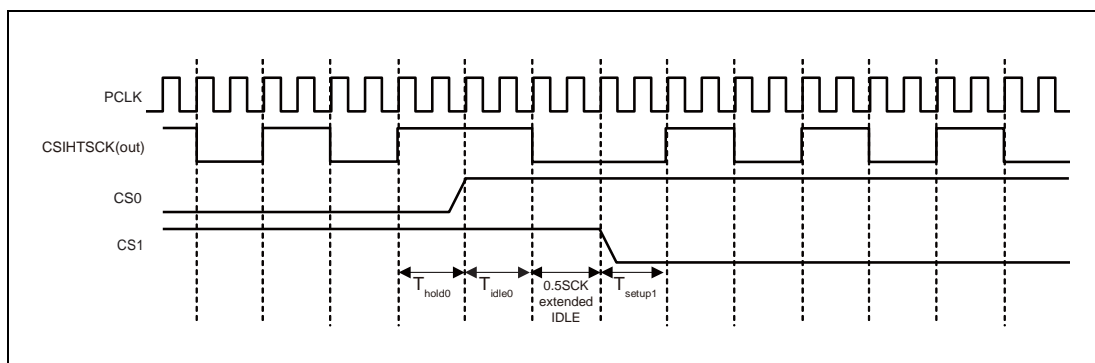 PCLK
CSIHTSCK(out)
CS0
CS1
Thold0
Tidle0
0.5SCK
extended
IDLE
Tsetup1